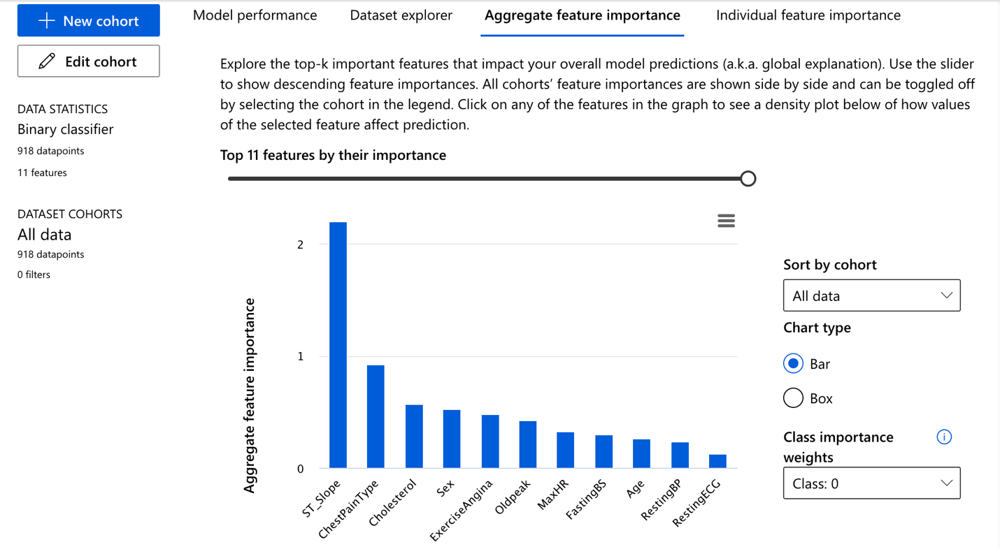 New cohort
Edit cohort
DATA STATISTICS
Binary classifier
918 datapoints
11 features
DATASET COHORTS
All data
918 datapoints
0 filters
Model performance
Dataset explorer
Aggregate feature importance
Individual feature importance
Explore the top-k important features that impact your overall model predictions (a.k.a. global explanation). Use the slider
to show descending feature importances. All cohorts’ feature importances are shown side by side and can be toggled off
by selecting the cohort in the legend. Click on any of the features in the graph to see a density plot below of how values
of the selected feature affect prediction.
Top 11 features by their importance
Aggregate feature importance
2
1
0
ST_Slope
ChestPainType
Cholesterol
Sex
ExerciseAngina
Oldpeak
MaxHR
FastingBS
Age
RestingBP
RestingECG
Sort by cohort
All data
Chart type
Bar
Box
Class importance
weights
Class: 0